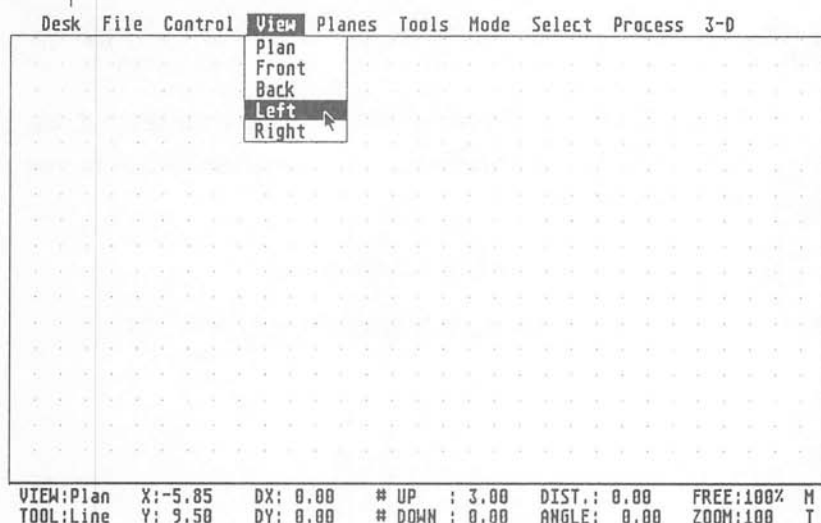 Desk File Control View Planes Tools Mode Select Process 3-D
Plan
Front
Back
Left
Right
VIEW:Plan X:-5.85 DX: 0.00 # UP : 3.00 DIST.: 0.00 FREE:100% M
TOOL:Line Y: 9.50 DY: 0.00 # DOWN : 0.00 ANGLE: 0.00 ZOOM:100 T